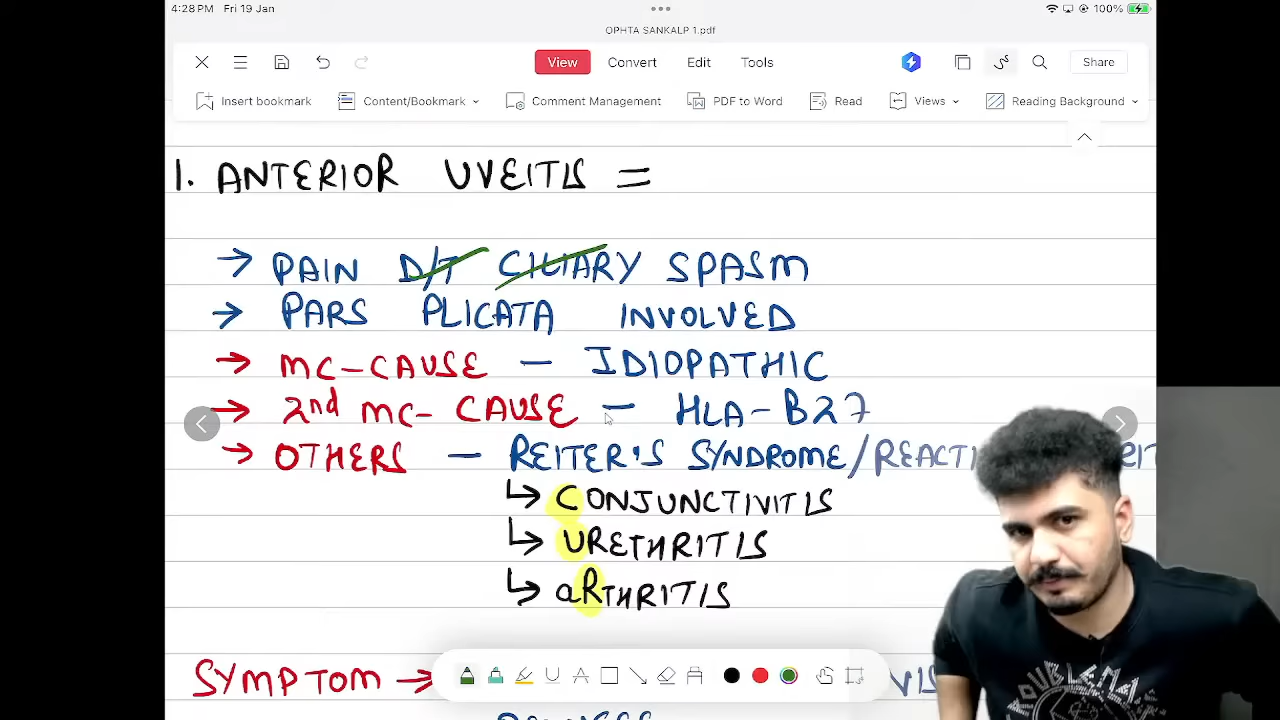 4:28 PM Fri 19 Jan
100%
OPHTA SANKALP 1.pdf
View Convert Edit Tools
Share
Insert bookmark Content/Bookmark Comment Management PDF to Word Read Views Reading Background
1. ANTERIOR UVEITIS =
→ PAIN D/T CILIARY SPASM
→ PARS PLICATA INVOLVED
→ MC-CAUSE - IDIOPATHIC
→ 2nd MC- CAUSE - HLA-B27
→ OTHERS - REITER'S SYNDROME/REACTI
↳ CONJUNCTIVITIS
↳ URETHRITIS
↳ aRTHRITIS
SYMPTOM →